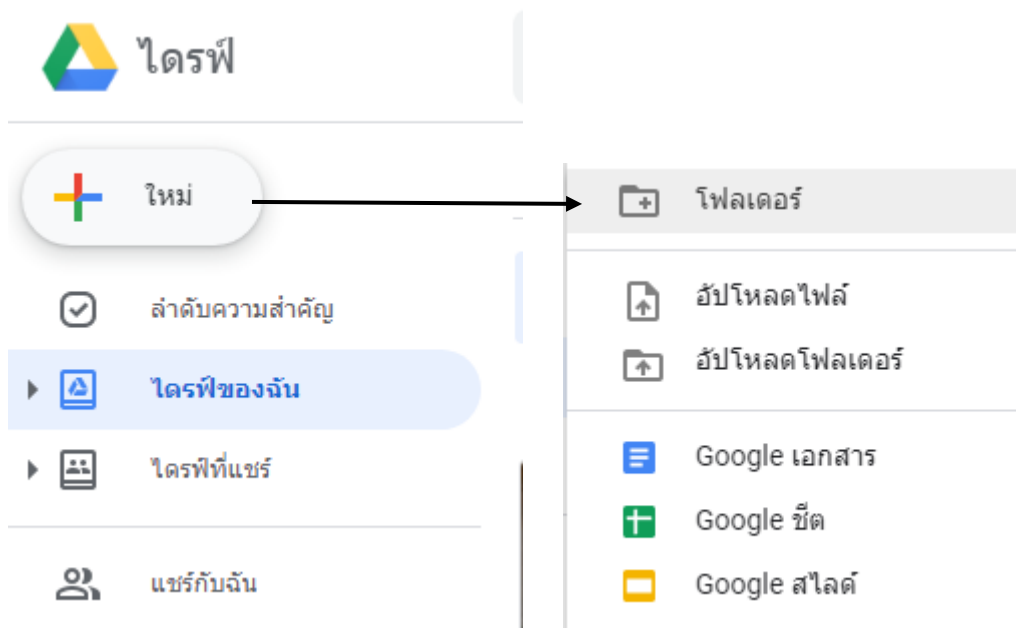 ไดรฟ์
ใหม่
ลำดับความสำคัญ
ไดรฟ์ของฉัน
ไดรฟ์ที่แชร์
แชร์กับฉัน
โฟลเดอร์
อัปโหลดไฟล์
อัปโหลดโฟลเดอร์
Google เอกสาร
Google ชีต
Google สไลด์